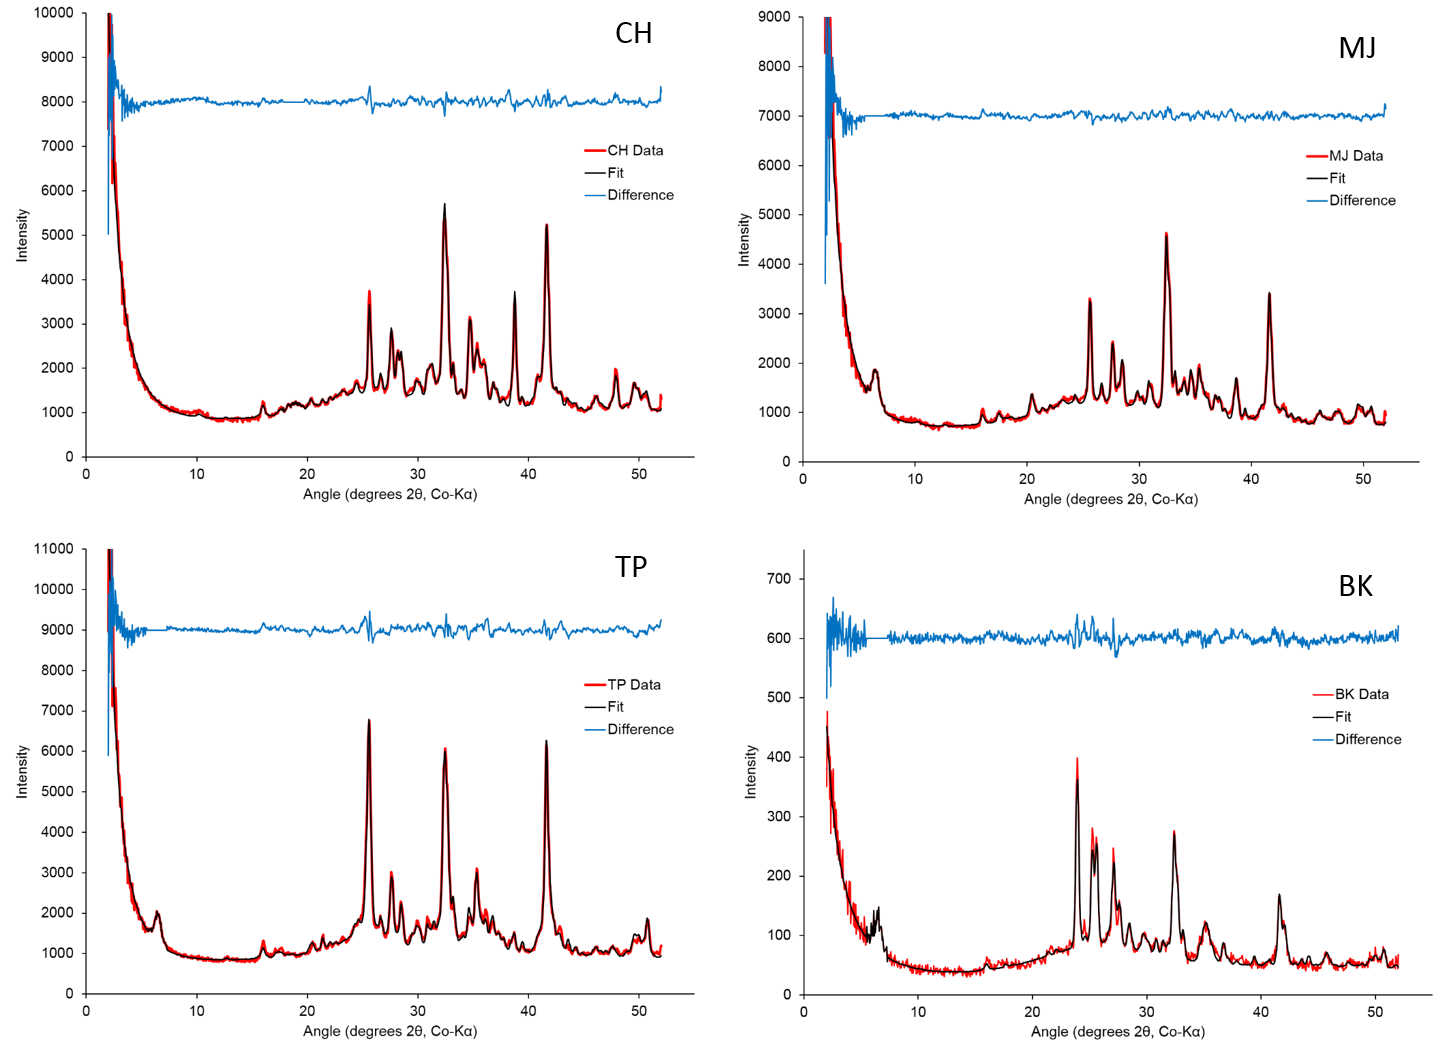 CH
10000
9000
8000
7000
6000
5000
4000
3000
2000
1000
0
Intensity
CH Data
Fit
Difference
0 10 20 30 40 50
Angle (degrees 2θ, Co-Kα)
MJ
9000
8000
7000
6000
5000
4000
3000
2000
1000
0
Intensity
MJ Data
Fit
Difference
0 10 20 30 40 50
Angle (degrees 2θ, Co-Kα)
TP
11000
10000
9000
8000
7000
6000
5000
4000
3000
2000
1000
0
Intensity
TP Data
Fit
Difference
0 10 20 30 40 50
Angle (degrees 2θ, Co-Kα)
BK
700
600
500
400
300
200
100
0
Intensity
BK Data
Fit
Difference
0 10 20 30 40 50
Angle (degrees 2θ, Co-Kα)